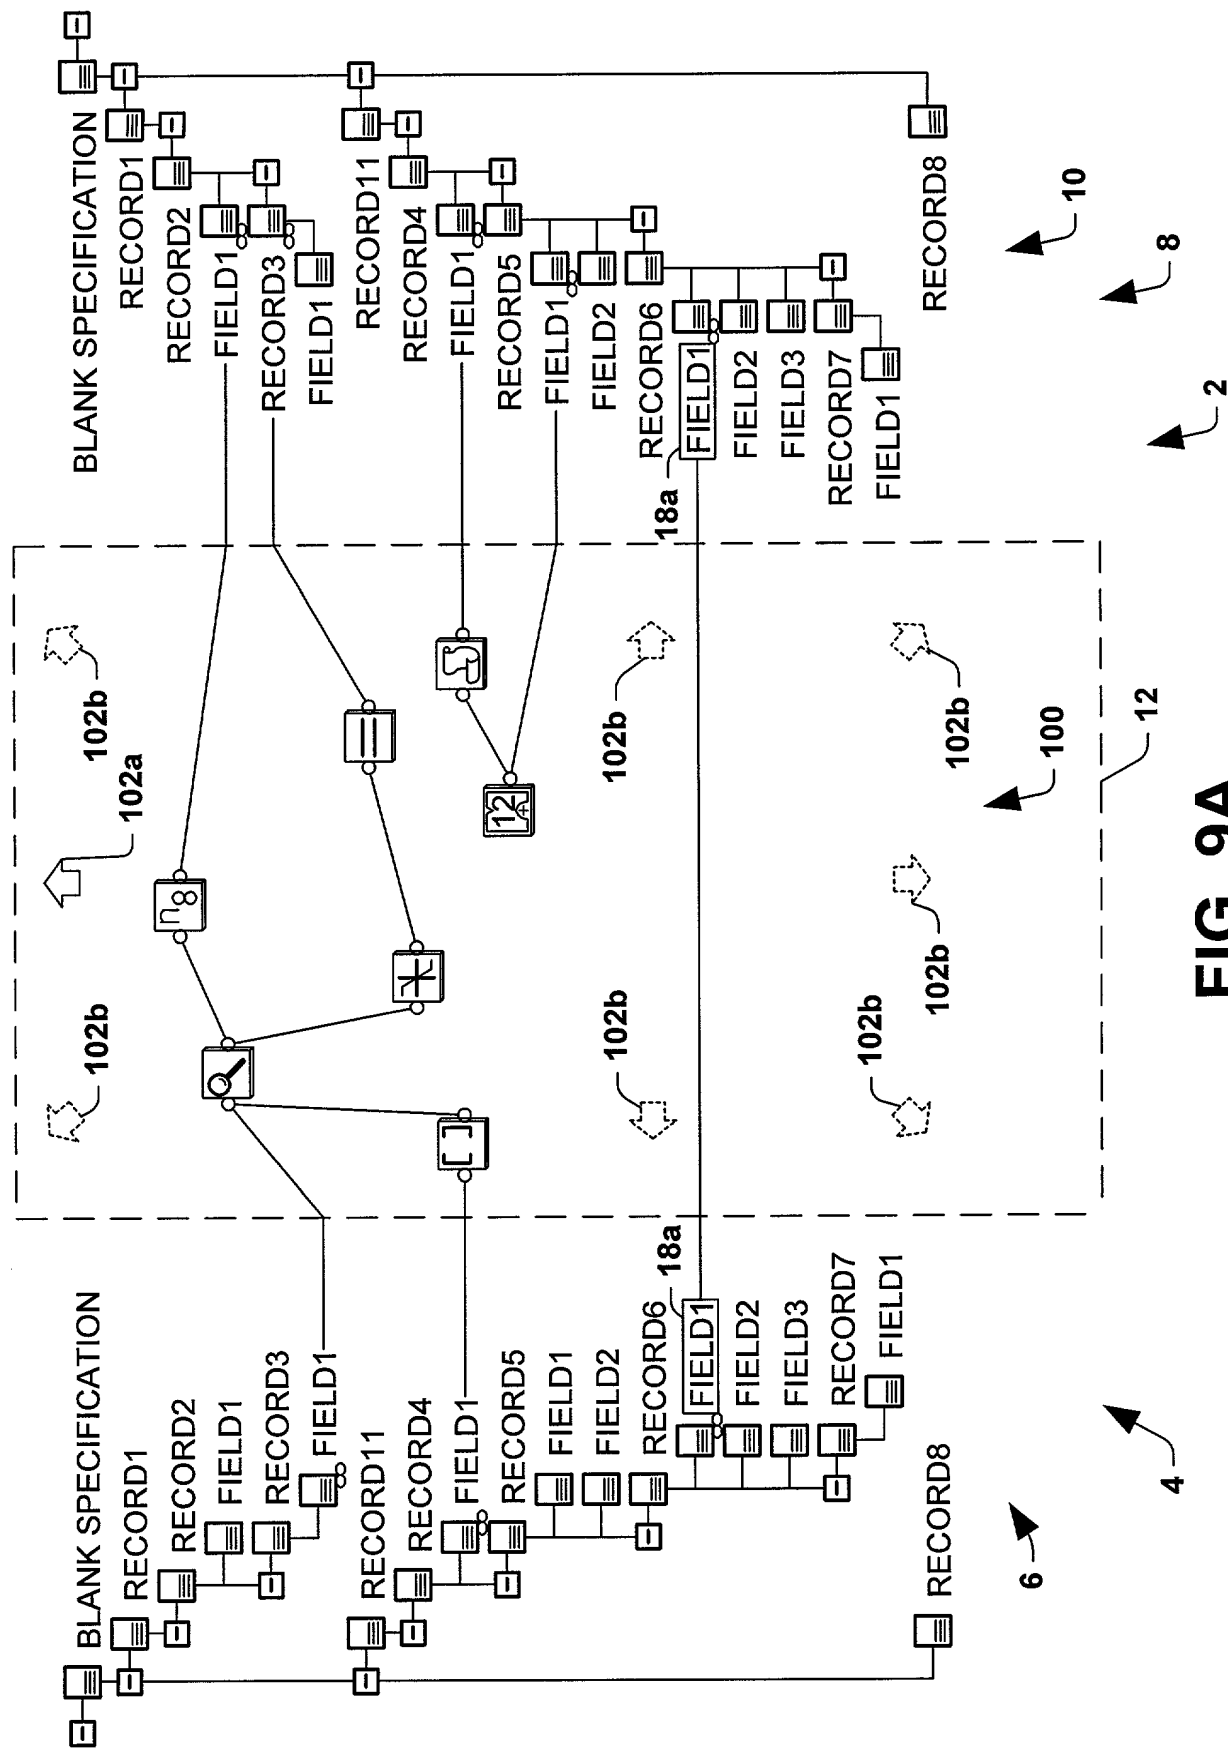 BLANK SPECIFICATION
RECORD1
RECORD2
FIELD1
RECORD3
FIELD1
RECORD11
RECORD4
FIELD1
RECORD5
FIELD1
FIELD2
RECORD6
FIELD1
18a
FIELD2
FIELD3
RECORD7
FIELD1
RECORD8
6
4
102b
102a
102b
n8
12
102b
102b
102b
102b
102b
100
12
BLANK SPECIFICATION
RECORD1
RECORD2
FIELD1
RECORD3
FIELD1
RECORD11
RECORD4
FIELD1
RECORD5
FIELD1
FIELD2
RECORD6
18a
FIELD1
FIELD2
FIELD3
RECORD7
FIELD1
RECORD8
10
8
2
FIG. 9A